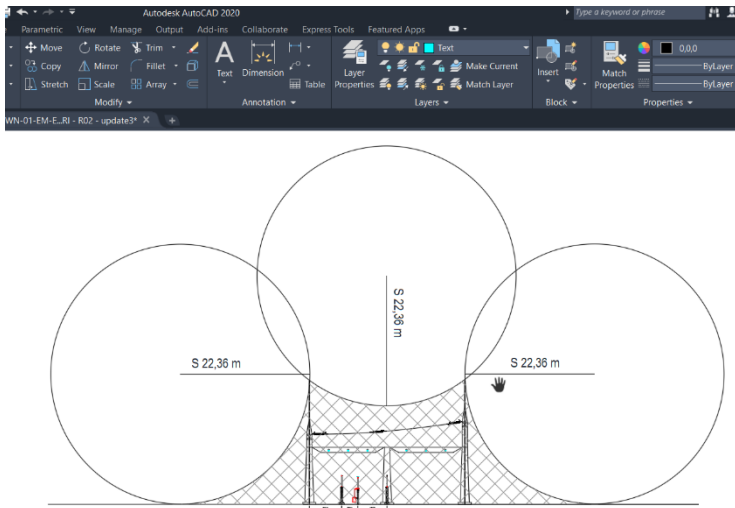 Autodesk AutoCAD 2020
Type a keyword or phrase
Parametric View Manage Output Add-ins Collaborate Express Tools Featured Apps
Move Rotate Trim
Copy Mirror Fillet
Stretch Scale Array
Modify
Text Dimension
Table
Annotation
Layer
Properties
Text
Make Current
Match Layer
Layers
Insert
Block
Match
Properties
0,0,0
ByLayer
ByLayer
Properties
WN-01-EM-E...RI - R02 - update3*
S 22,36 m
S 22,36 m
S 22,36 m